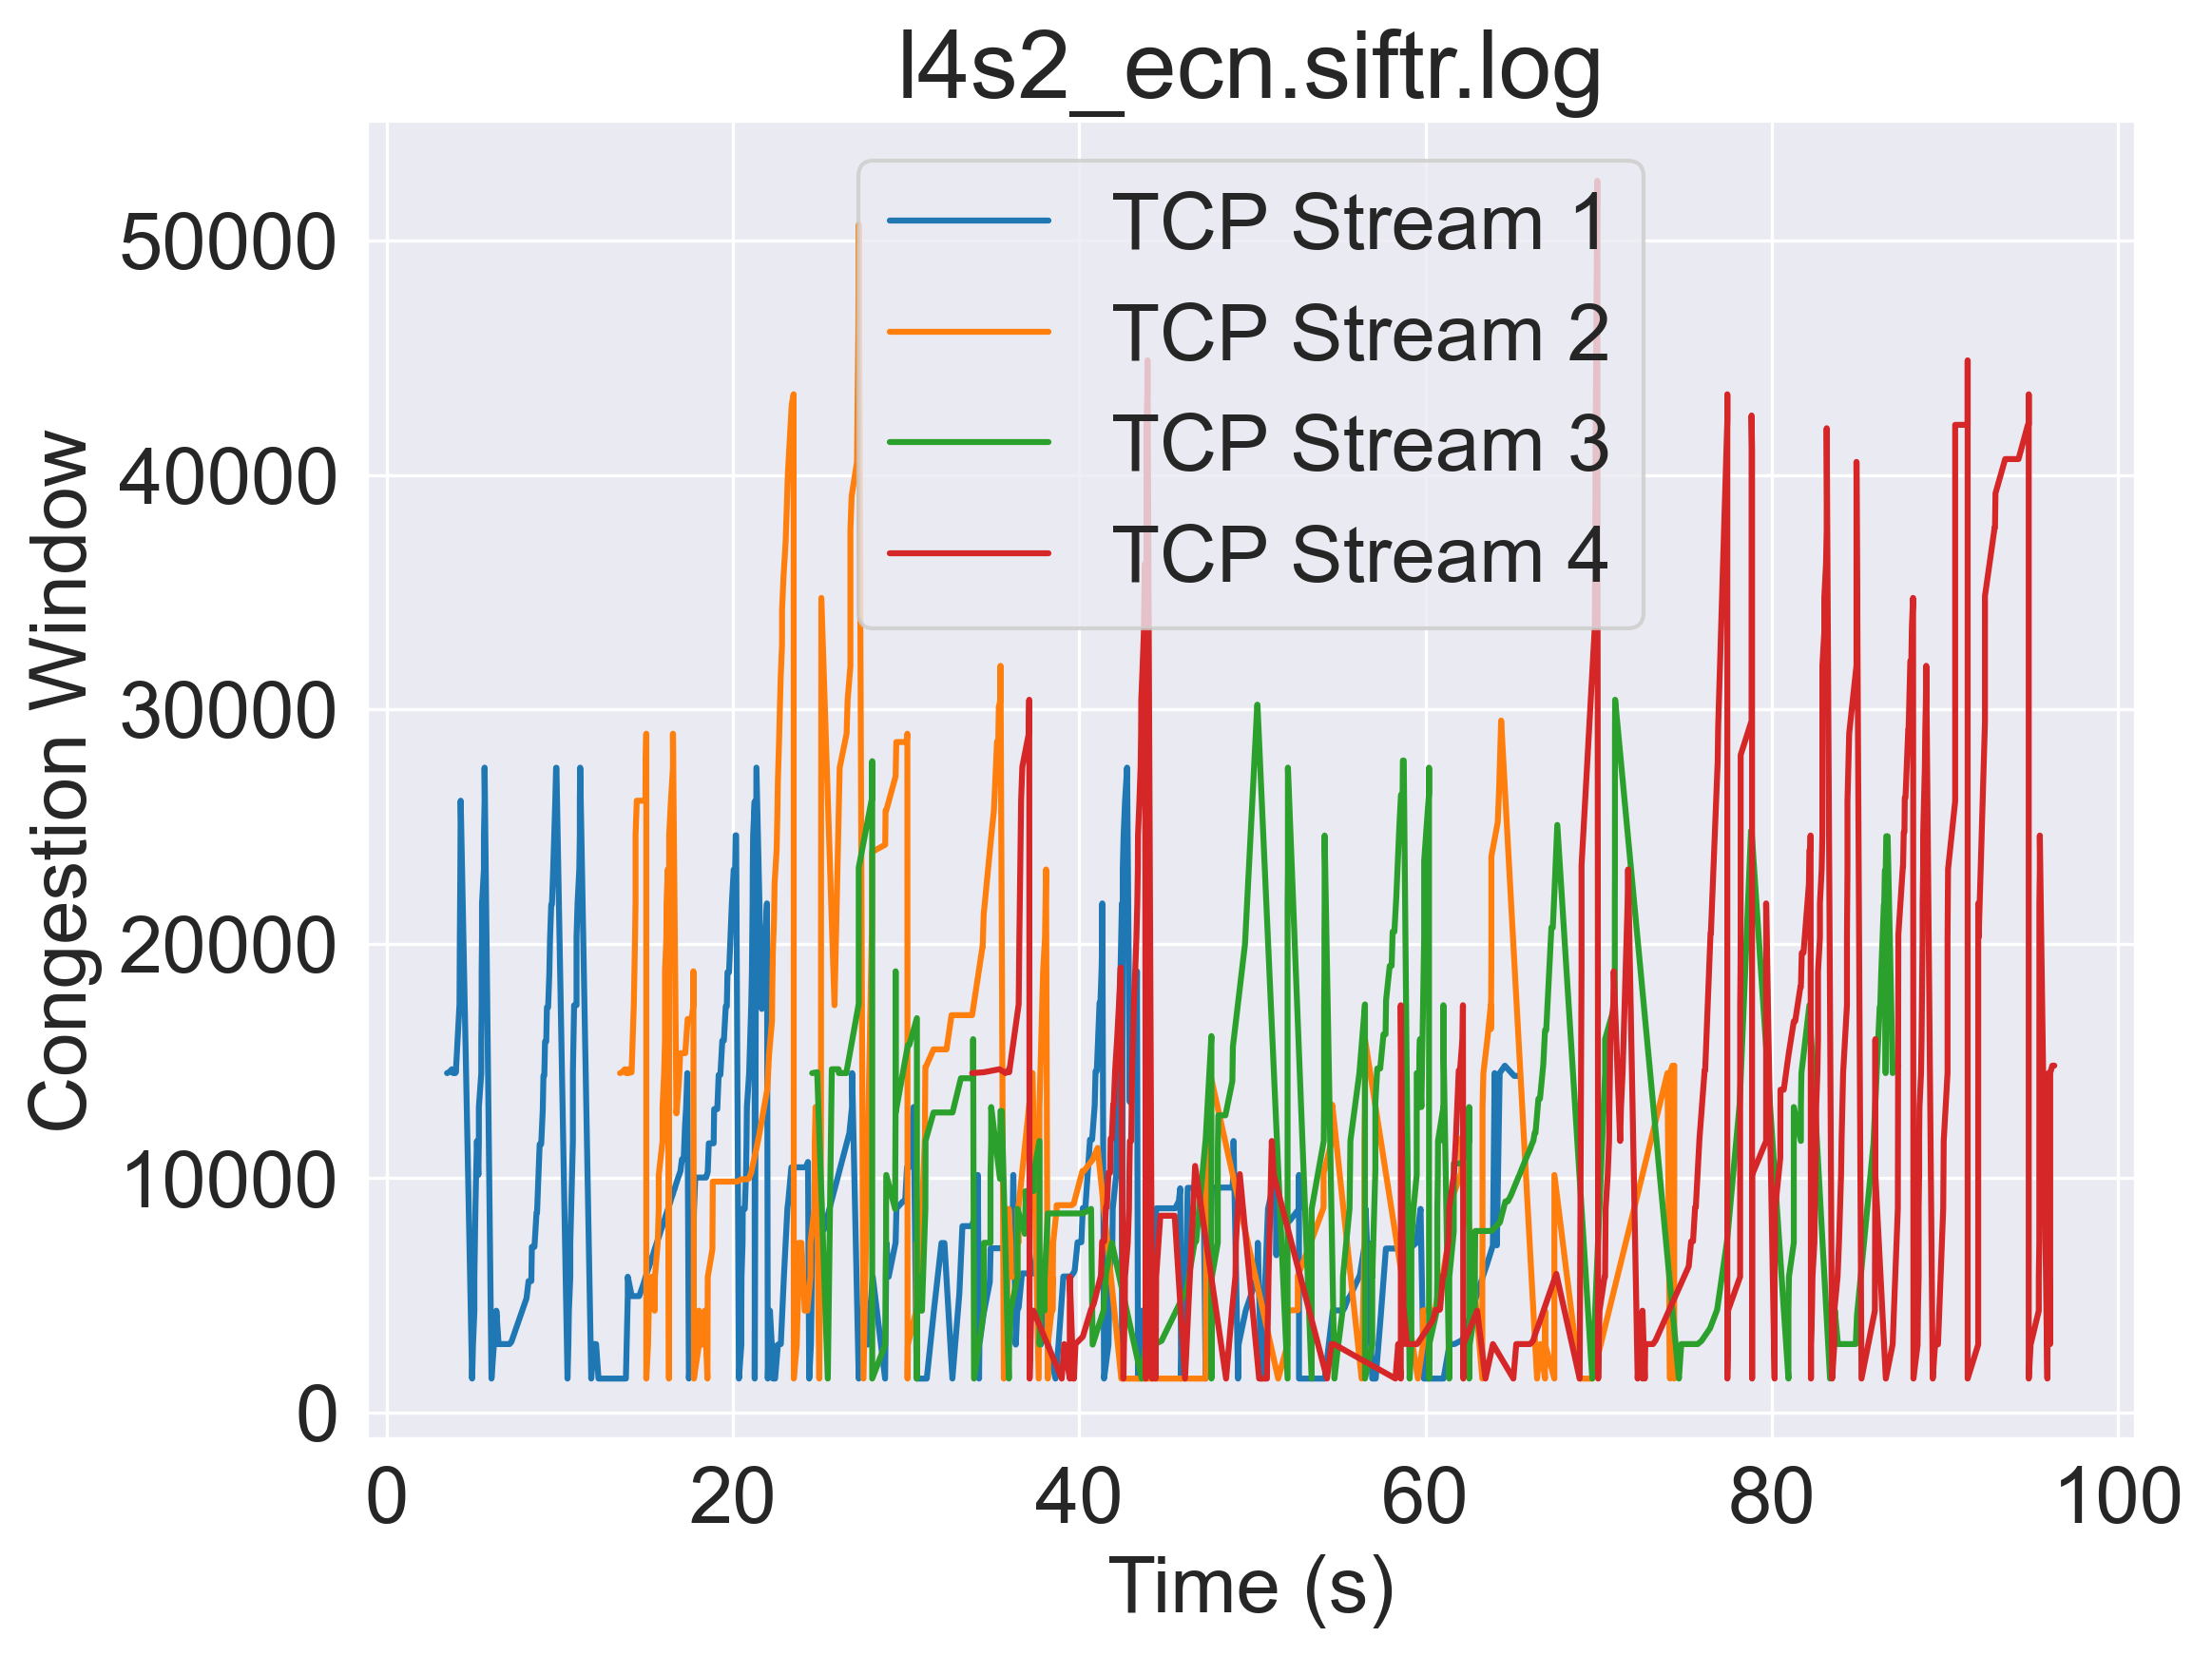 l4s2_ecn.siftr.log
Congestion Window
50000
40000
30000
20000
10000
0
TCP Stream 1
TCP Stream 2
TCP Stream 3
TCP Stream 4
0 20 40 60 80 100
Time (s)